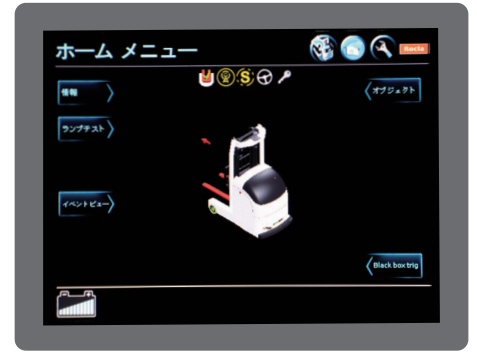 ホーム メニュー
Rocla
情報
オブジェクト
ランプテスト
イベントビュー
Black box trig